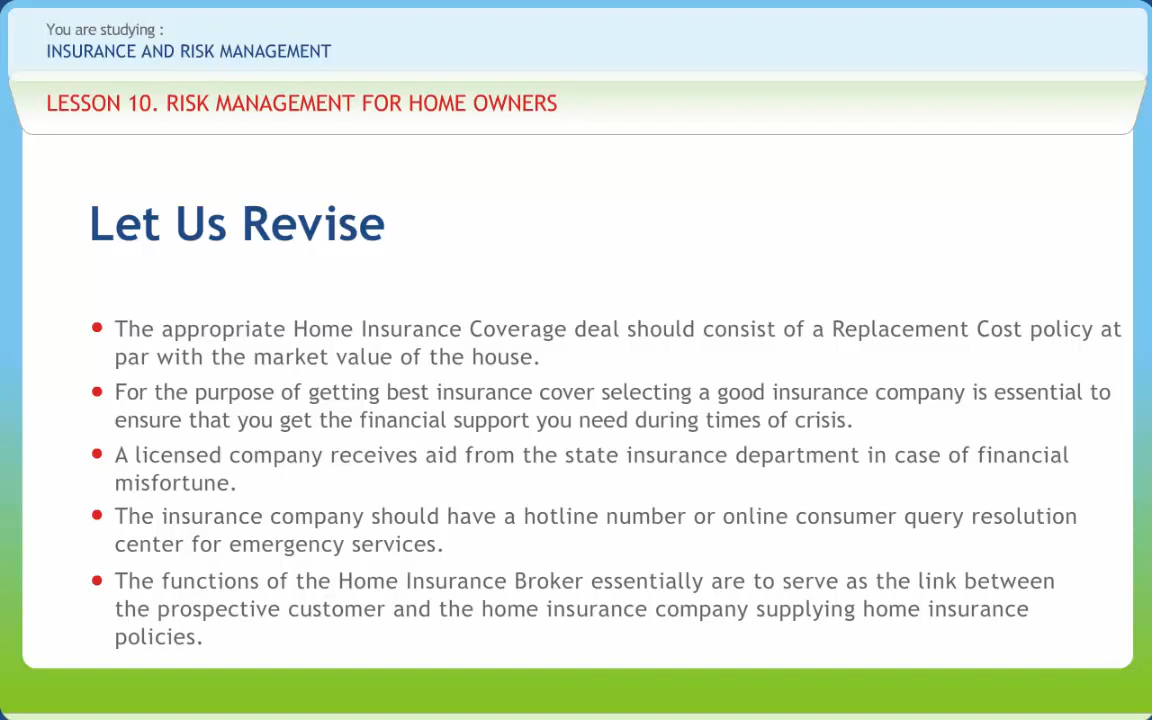 You are studying :
INSURANCE AND RISK MANAGEMENT
LESSON 10. RISK MANAGEMENT FOR HOME OWNERS
Let Us Revise
• The appropriate Home Insurance Coverage deal should consist of a Replacement Cost policy at
par with the market value of the house.
• For the purpose of getting best insurance cover selecting a good insurance company is essential to
ensure that you get the financial support you need during times of crisis.
• A licensed company receives aid from the state insurance department in case of financial
misfortune.
• The insurance company should have a hotline number or online consumer query resolution
center for emergency services.
• The functions of the Home Insurance Broker essentially are to serve as the link between
the prospective customer and the home insurance company supplying home insurance
policies.